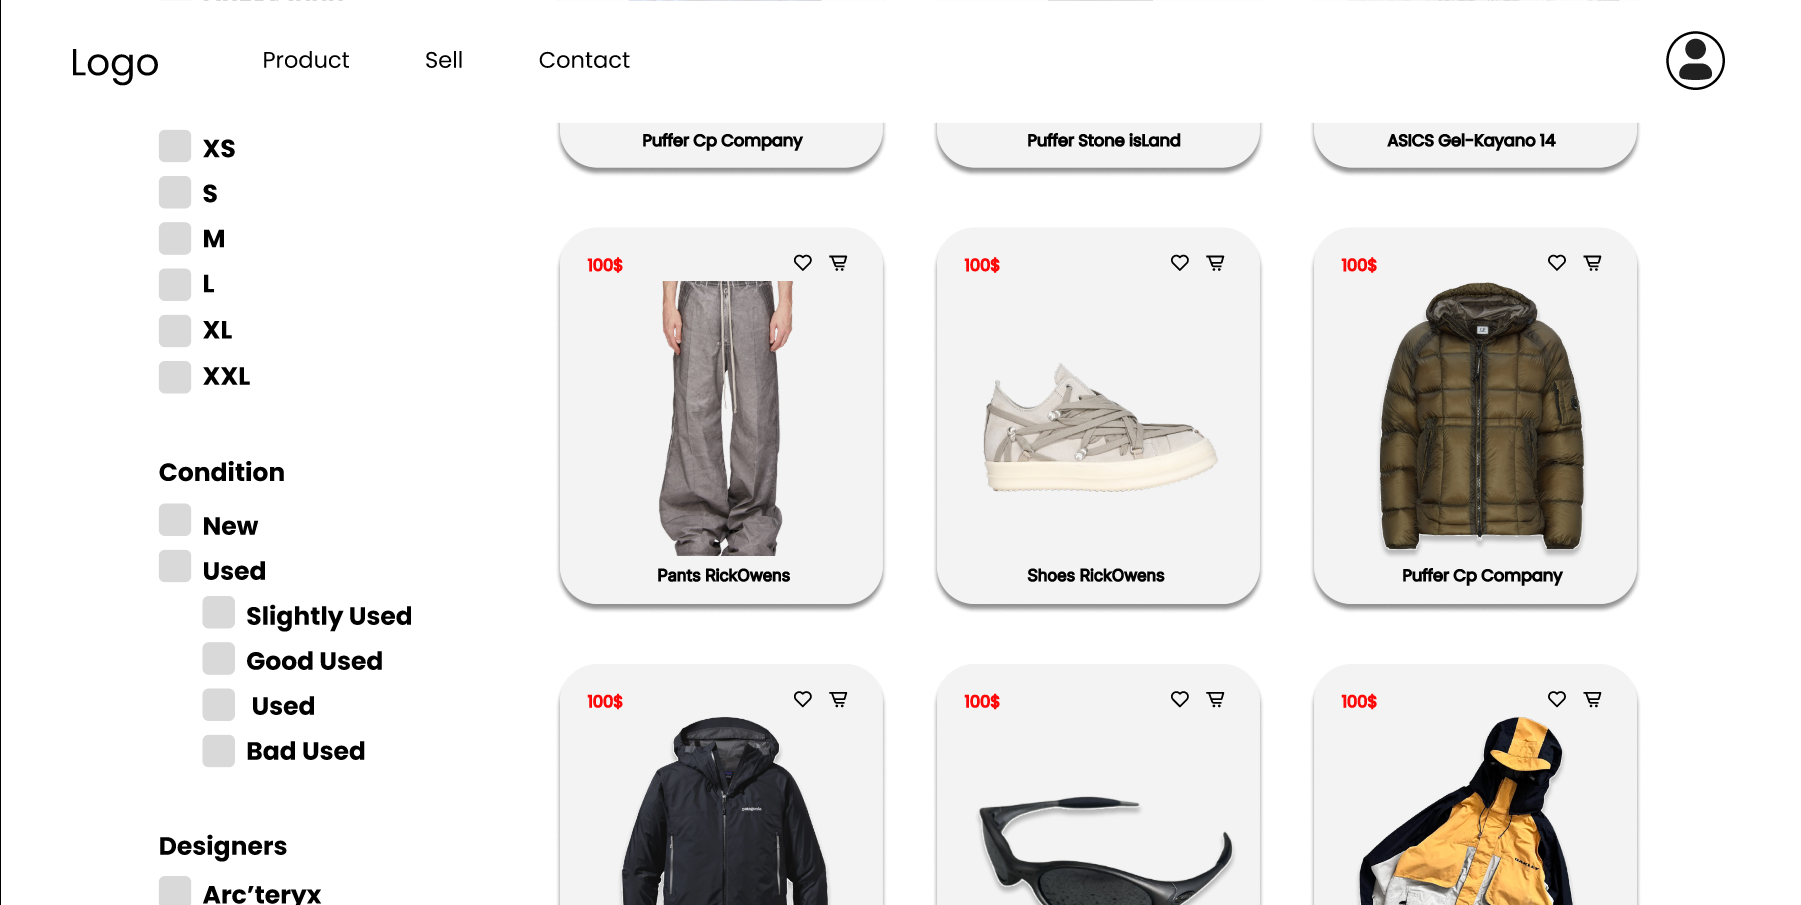 Logo
Product
Sell
Contact
XS
S
M
L
XL
XXL
Condition
New
Used
Slightly Used
Good Used
Used
Bad Used
Designers
Arc’teryx
Puffer Cp Company
Puffer Stone isLand
ASICS Gel-Kayano 14
100$
100$
100$
Pants RickOwens
Shoes RickOwens
Puffer Cp Company
100$
100$
100$
patagonia
OAKLEY